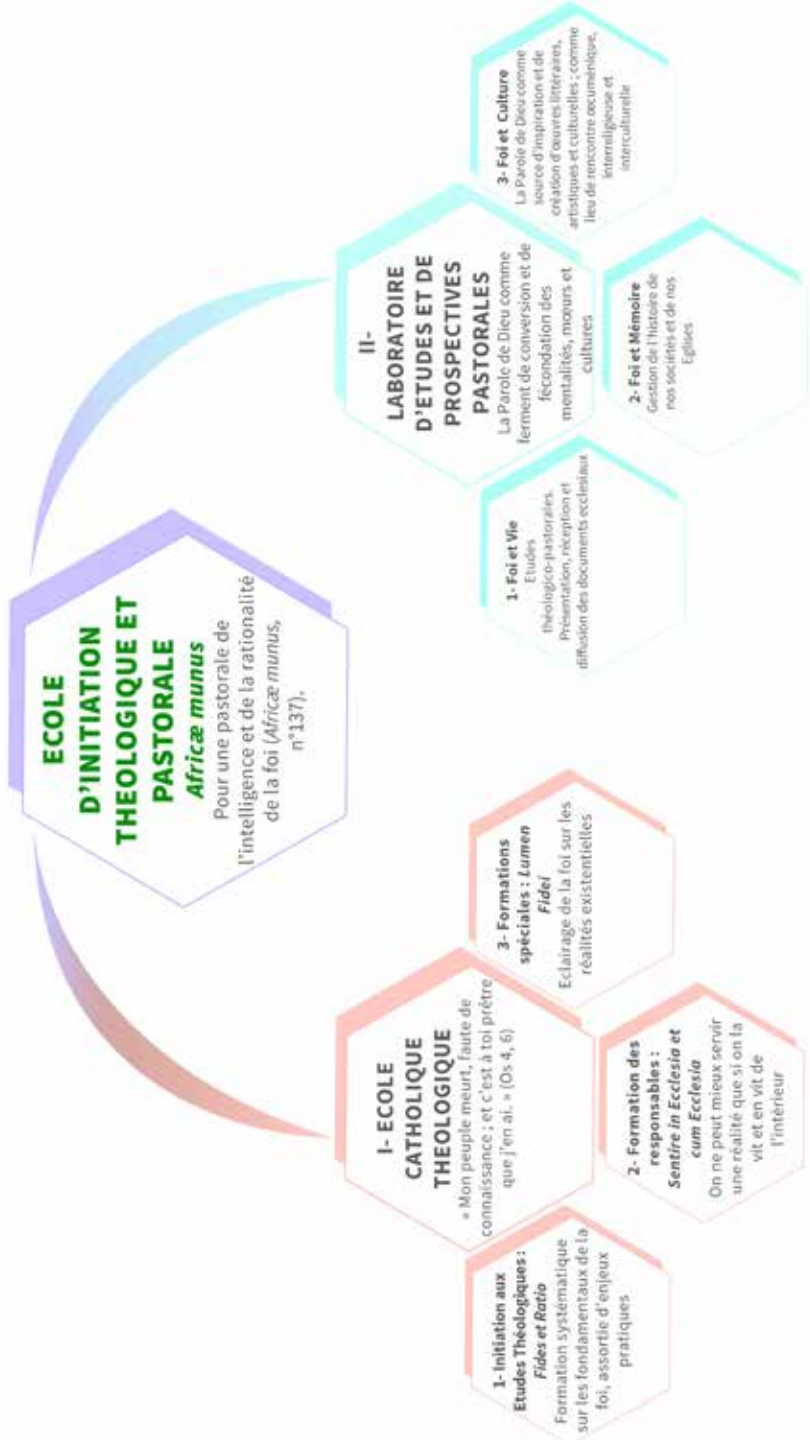 ECOLE
D'INITIATION
THEOLOGIQUE ET
PASTORALE
Africæ munus
Pour une pastorale de
l'intelligence et de la rationalité
de la foi (Africæ munus,
n°137).
I- ECOLE
CATHOLIQUE
THEOLOGIQUE
« Mon peuple meurt, faute de
connaissance ; et c'est à toi prêtre
que j'en ai. » (Os 4, 6)
1- Initiation aux
Etudes Théologiques :
Fides et Ratio
Formation systématique
sur les fondamentaux de la
foi, assortie d'enjeux
pratiques
2- Formation des
responsables :
Sentire in Ecclesia et
cum Ecclesia
On ne peut mieux servir
une réalité que si on la
vit et en vit de
l'intérieur
3- Formations
spéciales : Lumen
Fidei
Eclairage de la foi sur les
réalités existentielles
II-
LABORATOIRE
D'ETUDES ET DE
PROSPECTIVES
PASTORALES
La Parole de Dieu comme
ferment de conversion et de
fécondation des
mentalités, mœurs et
cultures
1- Foi et Vie
Etudes
théologico-pastorales.
Présentation, réception et
diffusion des documents ecclésiaux
2- Foi et Mémoire
Gestion de l'histoire de
nos sociétés et de nos
Eglises
3- Foi et Culture
La Parole de Dieu comme
source d'inspiration et de
création d'œuvres littéraires,
artistiques et culturelles ; comme
lieu de rencontre œcuménique,
interreligieuse et
interculturelle